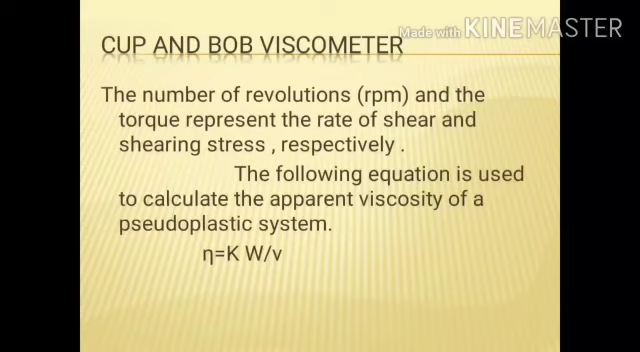 Made with KINEMASTER
CUP AND BOB VISCOMETER
The number of revolutions (rpm) and the
torque represent the rate of shear and
shearing stress , respectively .
The following equation is used
to calculate the apparent viscosity of a
pseudoplastic system.
η=K W/v